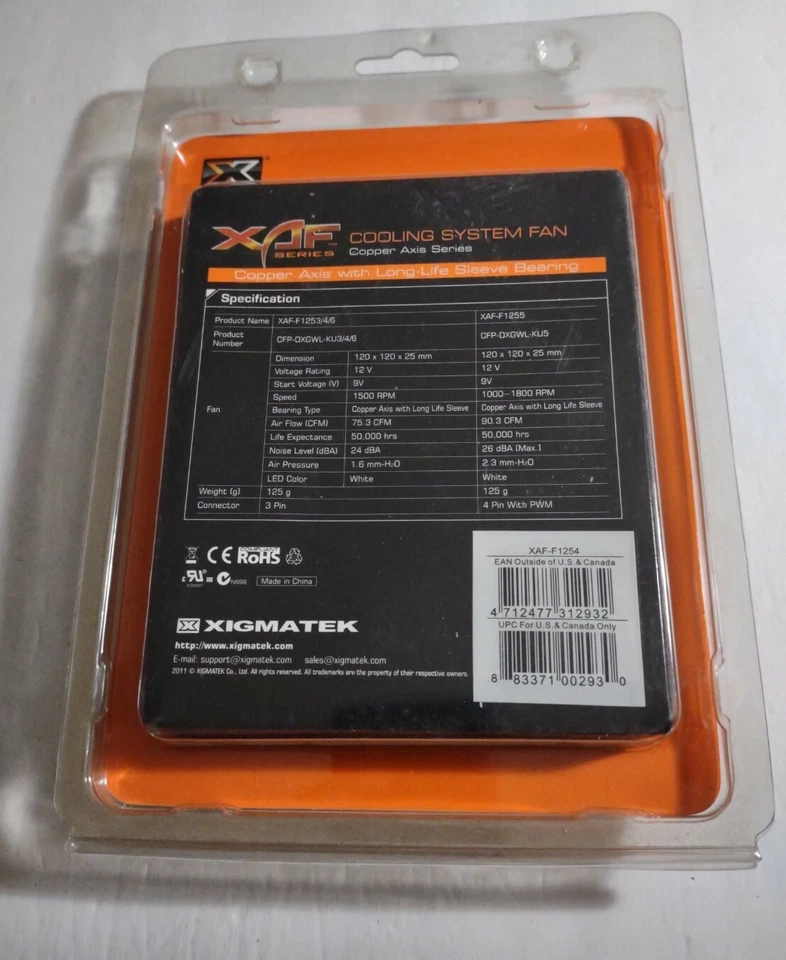 X
XAF™ COOLING SYSTEM FAN
SERIES Copper Axis Series
Copper Axis with Long-Life Sleeve Bearing
Specification
Product Name XAF-F1253/4/6 XAF-F1255
Product Number CFP-DXGWL-KU3/4/6 CFP-DXGWL-KU5
Fan
Dimension 120 x 120 x 25 mm 120 x 120 x 25 mm
Voltage Rating 12 V 12 V
Start Voltage (V) 9V 9V
Speed 1500 RPM 1000~1800 RPM
Bearing Type Copper Axis with Long Life Sleeve Copper Axis with Long Life Sleeve
Air Flow (CFM) 75.3 CFM 90.3 CFM
Life Expectance 50,000 hrs 50,000 hrs
Noise Level (dBA) 24 dBA 26 dBA [Max.]
Air Pressure 1.6 mm-H₂O 2.3 mm-H₂O
LED Color White White
Weight (g) 125 g 125 g
Connector 3 Pin 4 Pin With PWM
CE COMPLIANT RoHS
c RU us N896 Made in China
XIGMATEK
http://www.xigmatek.com
E-mail: support@xigmatek.com sales@xigmatek.com
2011 © XIGMATEK Co., Ltd. All rights reserved. All trademarks are the property of their respective owners.
XAF-F1254
EAN Outside of U.S.& Canada
4 712477 312932
UPC For U.S.& Canada Only
8 83371 00293 0